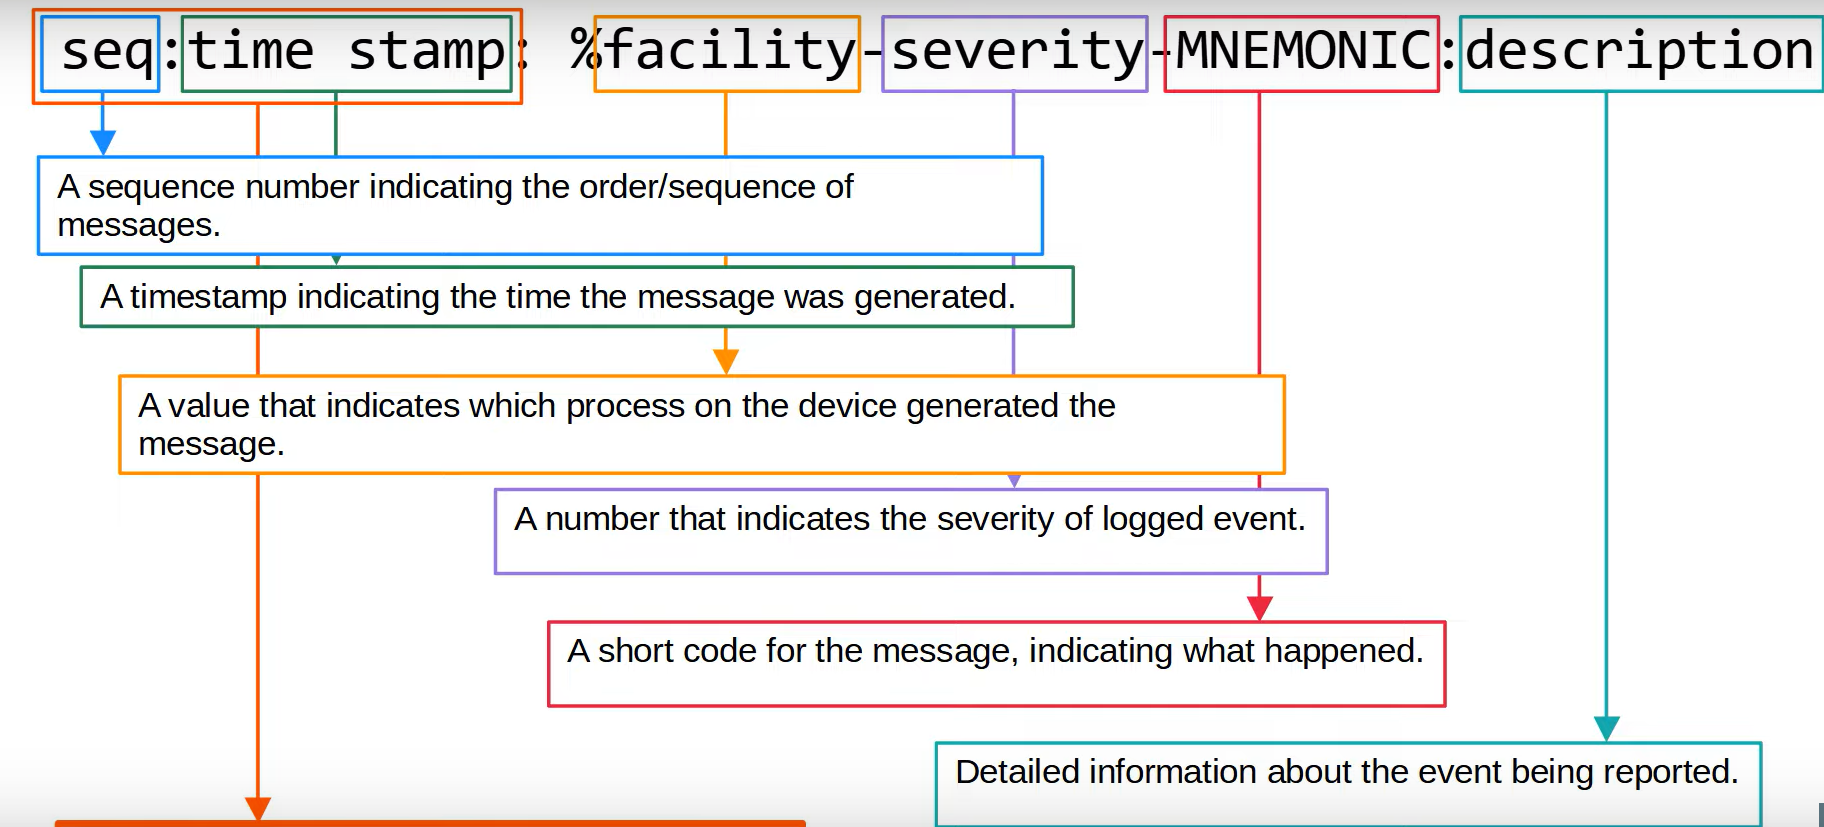 seq:time stamp: %facility-severity-MNEMONIC:description
A sequence number indicating the order/sequence of
messages.
A timestamp indicating the time the message was generated.
A value that indicates which process on the device generated the
message.
A number that indicates the severity of logged event.
A short code for the message, indicating what happened.
Detailed information about the event being reported.